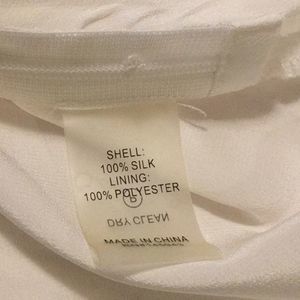 SHELL:
100% SILK
LINING:
100% POLYESTER
P
DRY CLEAN
MADE IN CHINA